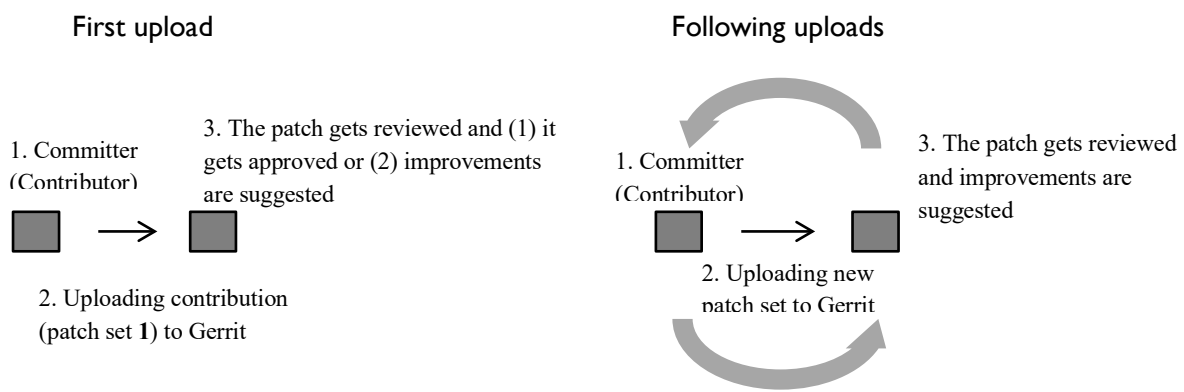 First upload
1. Committer
(Contributor)
3. The patch gets reviewed and (1) it
gets approved or (2) improvements
are suggested
2. Uploading contribution
(patch set 1) to Gerrit
Following uploads
1. Committer
(Contributor)
3. The patch gets reviewed
and improvements are
suggested
2. Uploading new
patch set to Gerrit